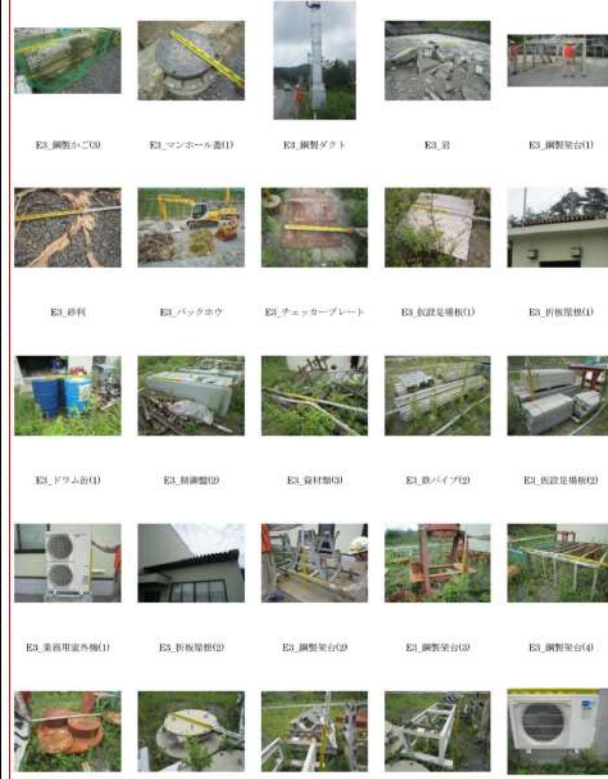 E3_鋼製かご(3)
E3_マンホール蓋(1)
E3_鋼製ダクト
E3_岩
E3_鋼製架台(1)
E3_砂利
E3_バックホウ
E3_チェッカープレート
E3_仮設足場板(1)
E3_折板屋根(1)
E3_ドラム缶(1)
E3_制御盤(2)
E3_資材類(3)
E3_鉄パイプ(2)
E3_仮設足場板(2)
E3_業務用室外機(1)
E3_折板屋根(2)
E3_鋼製架台(2)
E3_鋼製架台(3)
E3_鋼製架台(4)